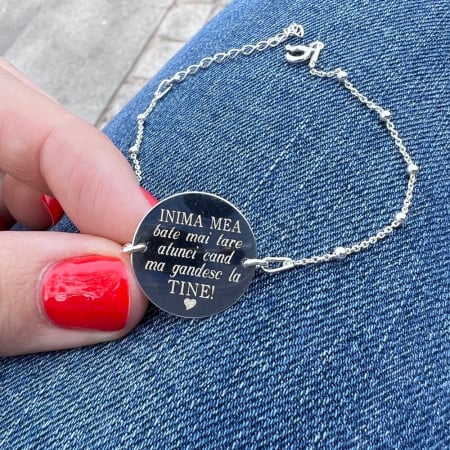 INIMA MEA
bate mai tare
atunci cand
ma gandesc la
TINE!